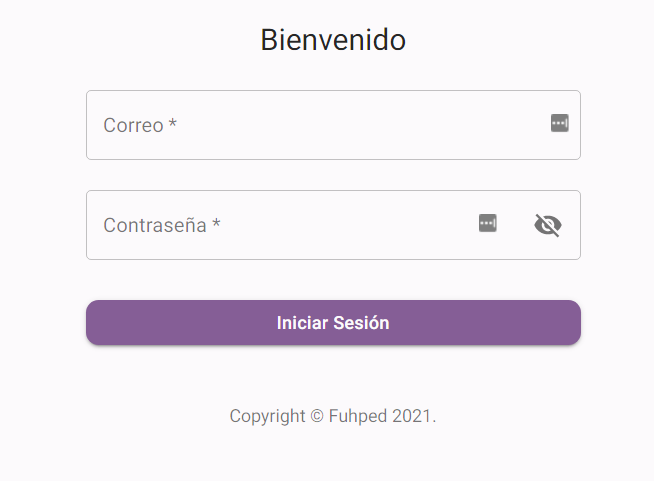 Bienvenido
Correo *
Contraseña *
Iniciar Sesión
Copyright © Fuhped 2021.